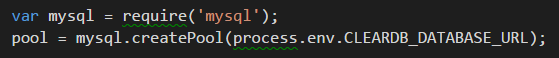 var mysql = require('mysql');
pool = mysql.createPool(process.env.CLEARDB_DATABASE_URL);